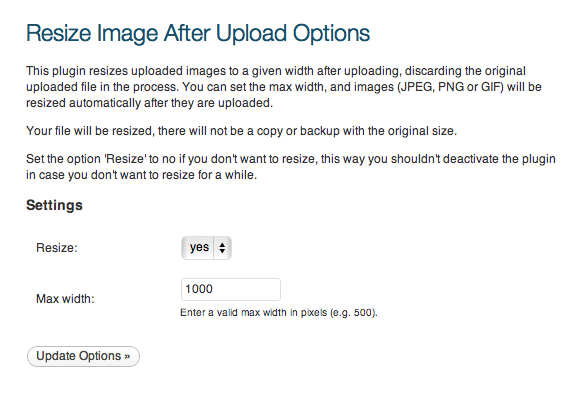 Resize Image After Upload Options
This plugin resizes uploaded images to a given width after uploading, discarding the original
uploaded file in the process. You can set the max width, and images (JPEG, PNG or GIF) will be
resized automatically after they are uploaded.
Your file will be resized, there will not be a copy or backup with the original size.
Set the option 'Resize' to no if you don't want to resize, this way you shouldn't deactivate the plugin
in case you don't want to resize for a while.
Settings
Resize: yes
Max width: 1000
Enter a valid max width in pixels (e.g. 500).
Update Options »